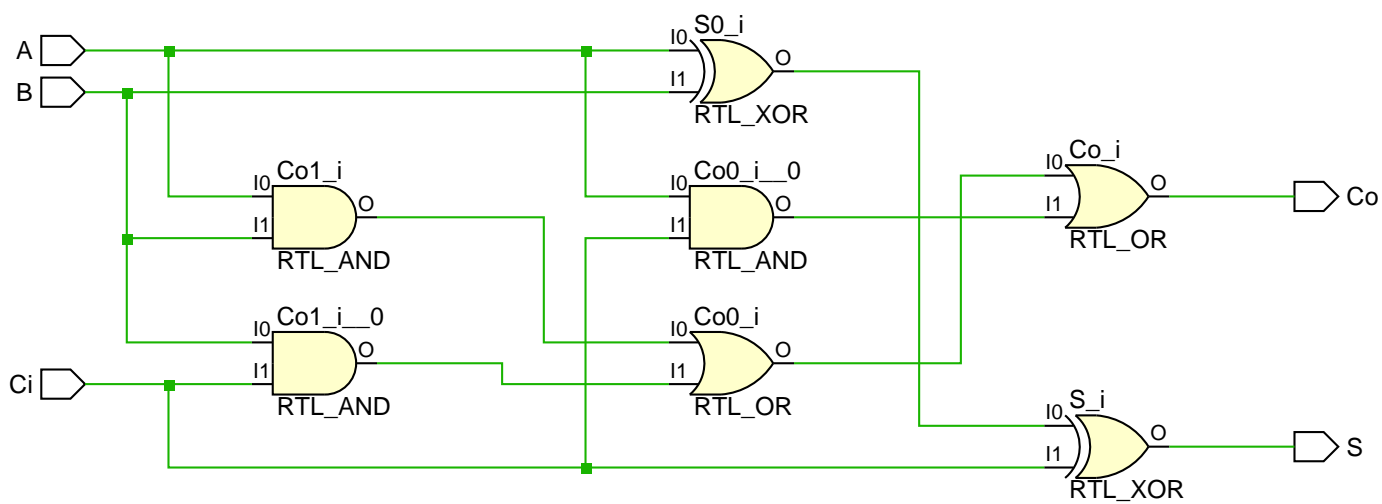 S0_i
A
I0
O
B
I1
RTL_XOR
Co1_i
Co0_i__0
Co_i
I0
O
I0
O
I0
O
Co
I1
I1
I1
RTL_AND
RTL_AND
RTL_OR
Co1_i__0
Co0_i
I0
O
I0
O
Ci
I1
I1
RTL_AND
RTL_OR
S_i
I0
O
S
I1
RTL_XOR